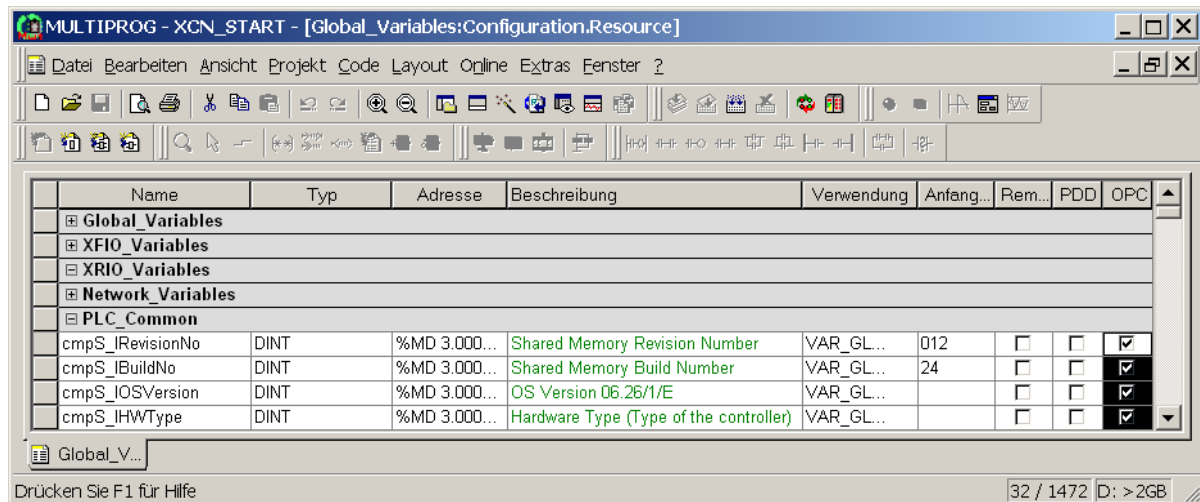 MULTIPROG - XCN_START - [Global_Variables:Configuration.Resource]
Datei Bearbeiten Ansicht Projekt Code Layout Online Extras Fenster ?
Name Typ Adresse Beschreibung Verwendung Anfang... Rem... PDD OPC
Global_Variables
XFIO_Variables
XRIO_Variables
Network_Variables
PLC_Common
cmpS_IRevisionNo DINT %MD 3.000... Shared Memory Revision Number VAR_GL... 012
cmpS_IBuildNo DINT %MD 3.000... Shared Memory Build Number VAR_GL... 24
cmpS_IOSVersion DINT %MD 3.000... OS Version 06.26/1/E VAR_GL...
cmpS_IHWType DINT %MD 3.000... Hardware Type (Type of the controller) VAR_GL...
Global_V...
Drücken Sie F1 für Hilfe 32 / 1472 D: >2GB